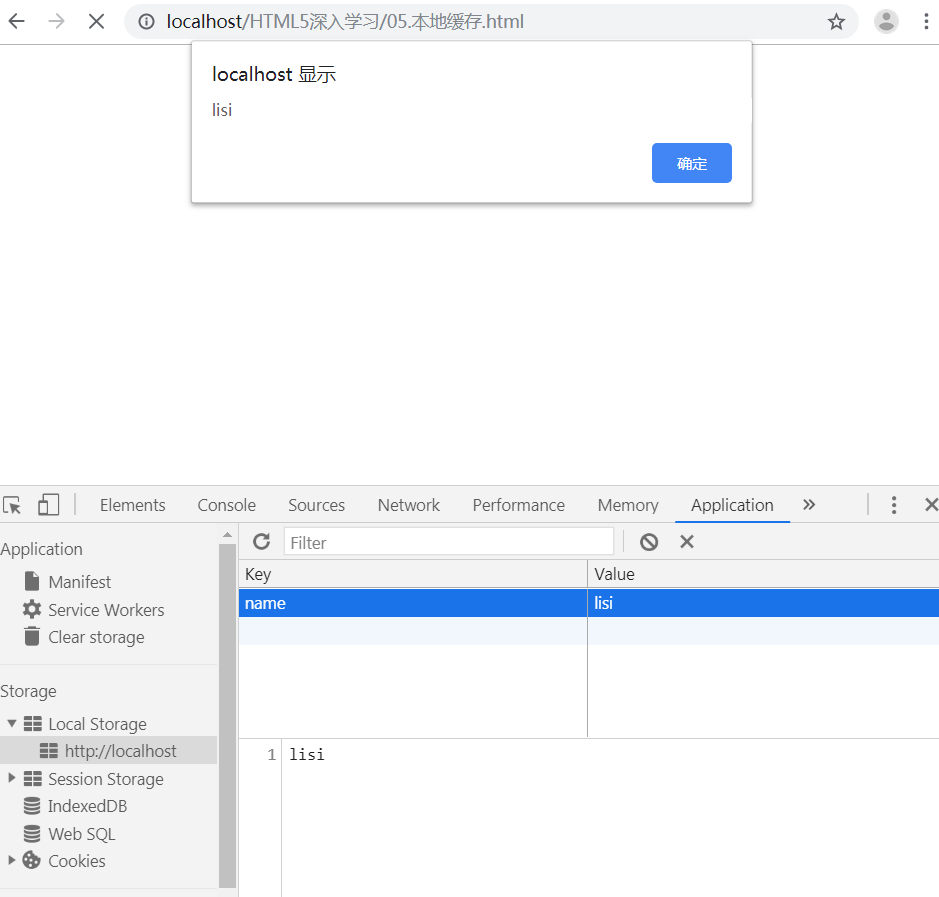 localhost/HTML5深入学习/05.本地缓存.html
localhost 显示
lisi
确定
Elements Console Sources Network Performance Memory Application
Application
Manifest
Service Workers
Clear storage
Storage
Local Storage
http://localhost
Session Storage
IndexedDB
Web SQL
Cookies
Filter
Key Value
name lisi
1 lisi